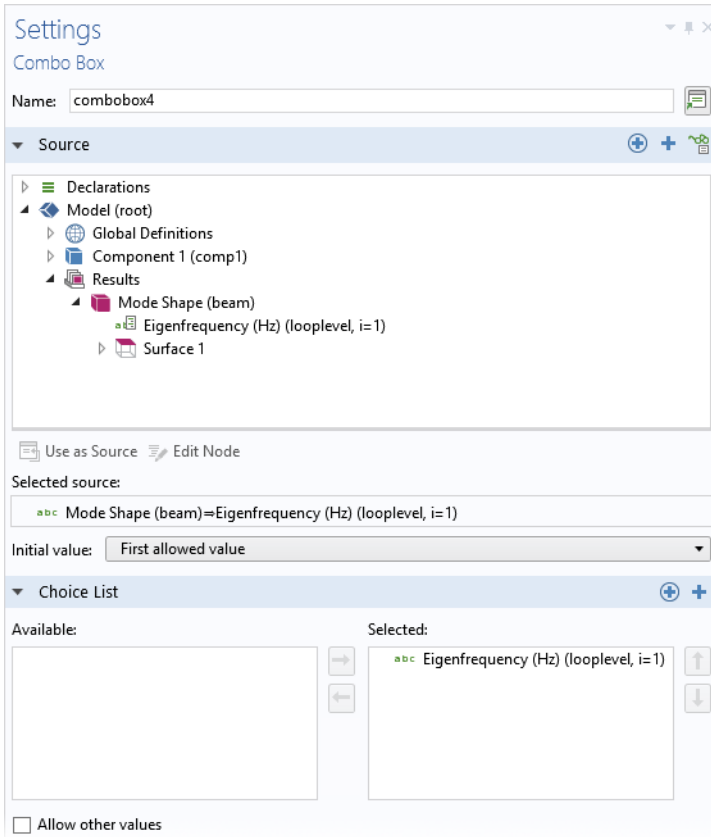 Settings
Combo Box
Name: combobox4
Source
Declarations
Model (root)
Global Definitions
Component 1 (comp1)
Results
Mode Shape (beam)
Eigenfrequency (Hz) (looplevel, i=1)
Surface 1
Use as Source Edit Node
Selected source:
abc Mode Shape (beam)⇒Eigenfrequency (Hz) (looplevel, i=1)
Initial value: First allowed value
Choice List
Available: Selected:
abc Eigenfrequency (Hz) (looplevel, i=1)
Allow other values